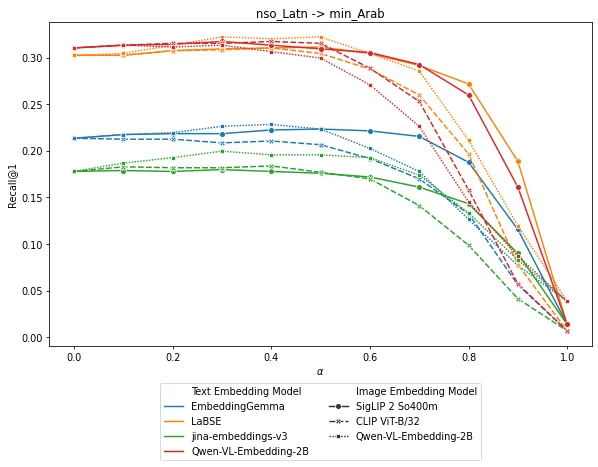 nso_Latn -> min_Arab
Recall@1
0.30
0.25
0.20
0.15
0.10
0.05
0.00
0.0 0.2 0.4 0.6 0.8 1.0
α
Text Embedding Model Image Embedding Model
EmbeddingGemma SigLIP 2 So400m
LaBSE CLIP ViT-B/32
jina-embeddings-v3 Qwen-VL-Embedding-2B
Qwen-VL-Embedding-2B